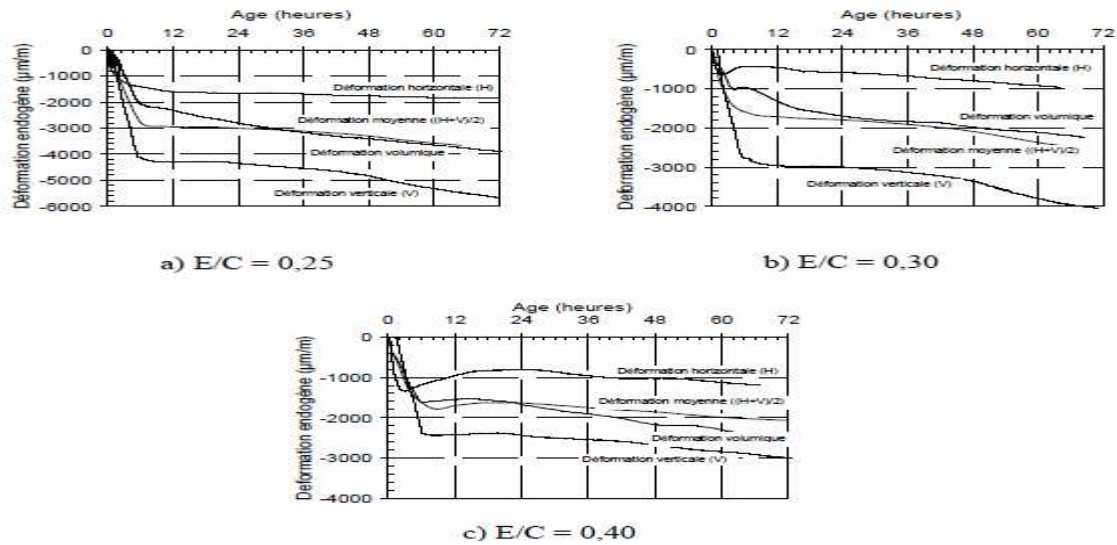 Age (heures)
0 12 24 36 48 60 72
Déformation endogène (µm/m)
0
-1000
-2000
-3000
-4000
-5000
-6000
Déformation horizontale (H)
Déformation moyenne ((H+V)/2)
Déformation volumique
Déformation verticale (V)
a) E/C = 0,25
Age (heures)
0 12 24 36 48 60 72
Déformation endogène (µm/m)
0
-1000
-2000
-3000
-4000
Déformation horizontale (H)
Déformation volumique
Déformation moyenne ((H+V)/2)
Déformation verticale (V)
b) E/C = 0,30
Age (heures)
0 12 24 36 48 60 72
Déformation endogène (µm/m)
0
-1000
-2000
-3000
-4000
Déformation horizontale (H)
Déformation moyenne ((H+V)/2)
Déformation volumique
Déformation verticale (V)
c) E/C = 0,40